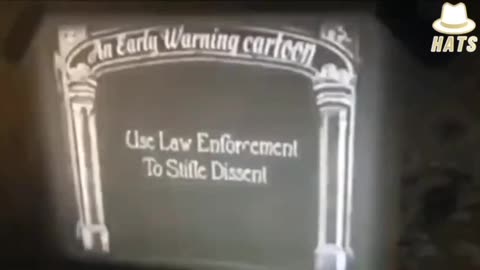 An Early Warning cartoon
HATS
Use Law Enforcement
To Stifle Dissent